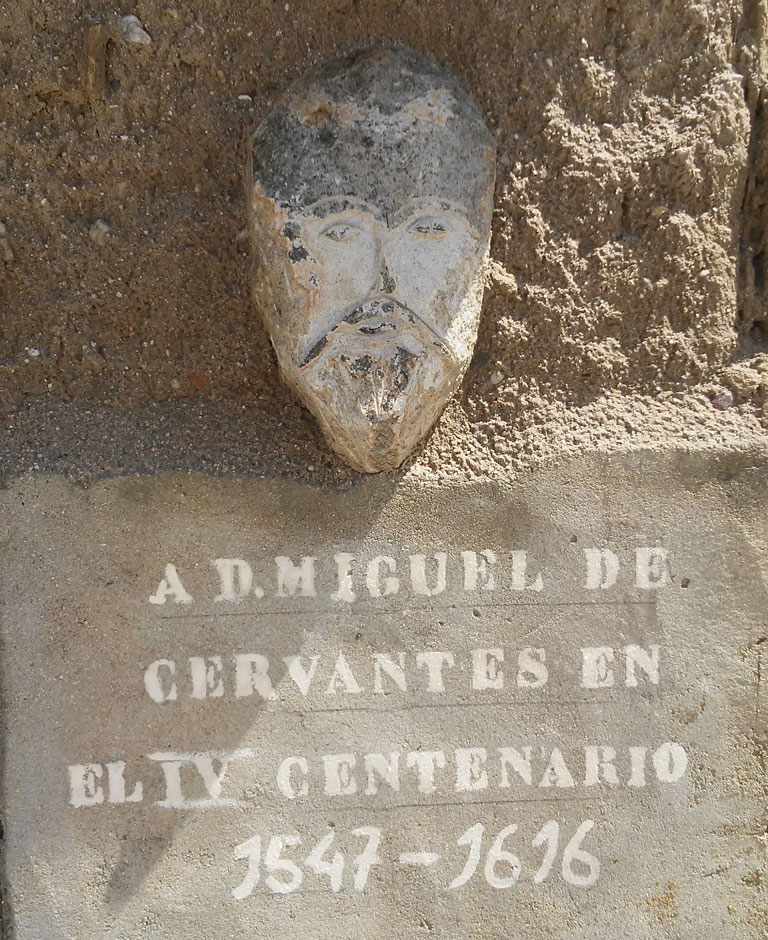 A D. MIGUEL DE
CERVANTES EN
EL IV CENTENARIO
1547-1616